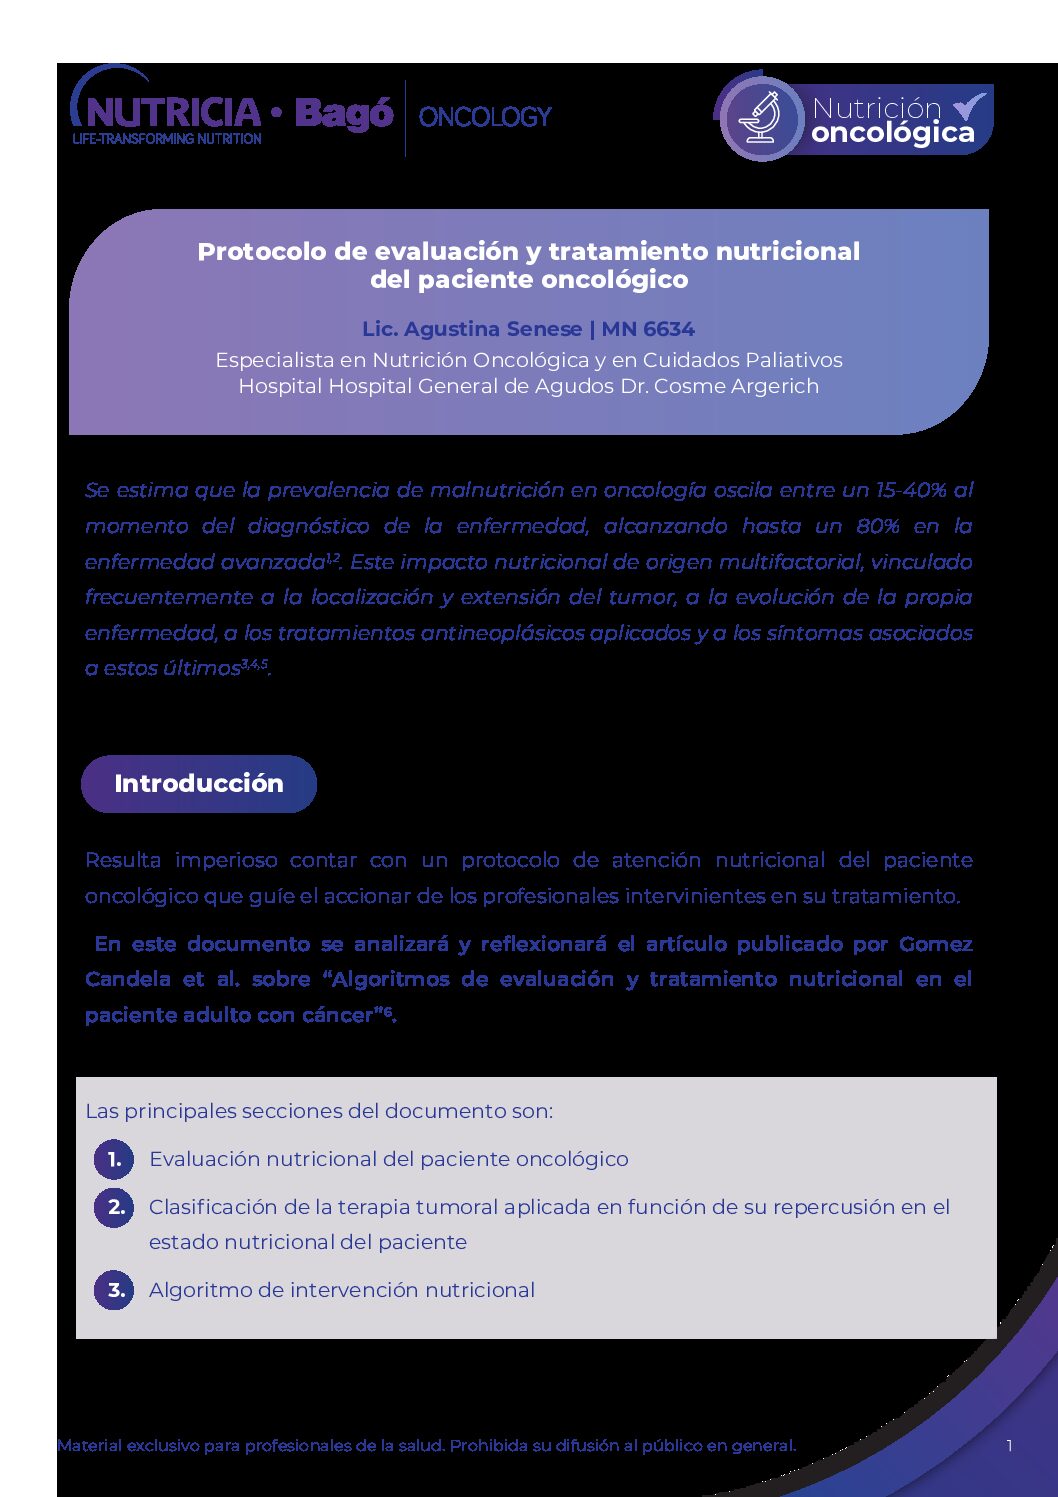 NUTRICIA • Bagó ONCOLOGY
LIFE-TRANSFORMING NUTRITION
Nutrición
oncológica
Protocolo de evaluación y tratamiento nutricional
del paciente oncológico
Lic. Agustina Senese | MN 6634
Especialista en Nutrición Oncológica y en Cuidados Paliativos
Hospital Hospital General de Agudos Dr. Cosme Argerich
Se estima que la prevalencia de malnutrición en oncología oscila entre un 15-40% al
momento del diagnóstico de la enfermedad, alcanzando hasta un 80% en la
enfermedad avanzada1,2. Este impacto nutricional de origen multifactorial, vinculado
frecuentemente a la localización y extensión del tumor, a la evolución de la propia
enfermedad, a los tratamientos antineoplásicos aplicados y a los síntomas asociados
a estos últimos3,4,5.
Introducción
Resulta imperioso contar con un protocolo de atención nutricional del paciente
oncológico que guíe el accionar de los profesionales intervinientes en su tratamiento.
En este documento se analizará y reflexionará el artículo publicado por Gomez
Candela et al. sobre “Algoritmos de evaluación y tratamiento nutricional en el
paciente adulto con cáncer”6.
Las principales secciones del documento son:
1. Evaluación nutricional del paciente oncológico
2. Clasificación de la terapia tumoral aplicada en función de su repercusión en el
estado nutricional del paciente
3. Algoritmo de intervención nutricional
Material exclusivo para profesionales de la salud. Prohibida su difusión al público en general.
1